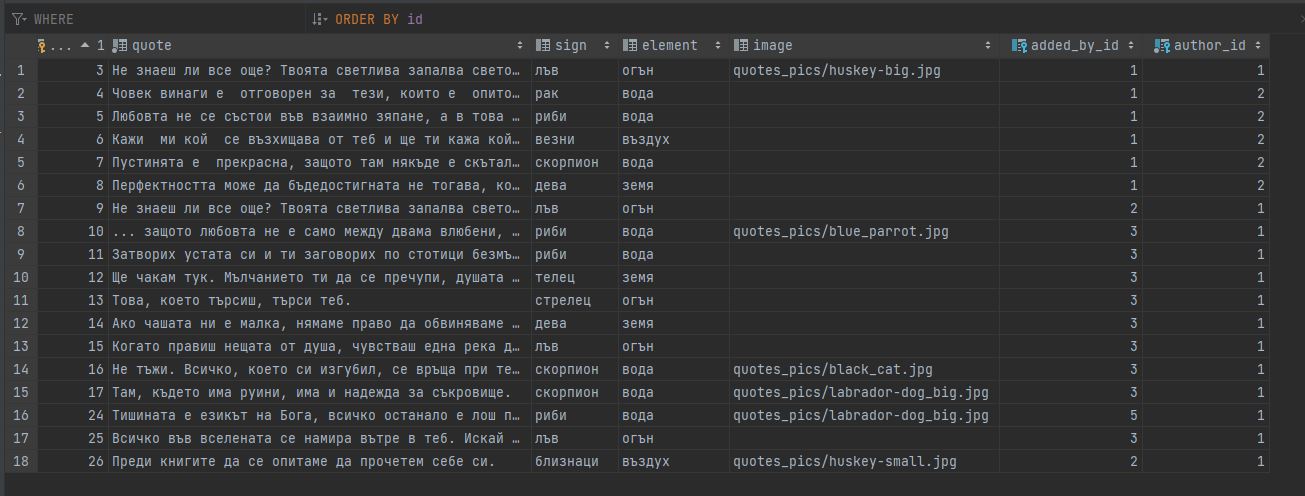 WHERE ORDER BY id
... 1 quote sign element image added_by_id author_id
1 3 Не знаеш ли все още? Твоята светлива запалва свето… лъв огън quotes_pics/huskey-big.jpg 1 1
2 4 Човек винаги е  отговорен за  тези, които е  опито… рак вода 1 2
3 5 Любовта не се състои във взаимно зяпане, а в това … риби вода 1 2
4 6 Кажи  ми кой  се възхищава от теб и ще ти кажа кой… везни въздух 1 2
5 7 Пустинята е  прекрасна, защото там някъде е скътал… скорпион вода 1 2
6 8 Перфектността може да бъдедостигната не тогава, ко… дева земя 1 2
7 9 Не знаеш ли все още? Твоята светлива запалва свето… лъв огън 2 1
8 10 ... защото любовта не е само между двама влюбени, … риби вода quotes_pics/blue_parrot.jpg 3 1
9 11 Затворих устата си и ти заговорих по стотици безмъ… риби вода 3 1
10 12 Ще чакам тук. Мълчанието ти да се пречупи, душата … телец земя 3 1
11 13 Това, което търсиш, търси теб. стрелец огън 3 1
12 14 Ако чашата ни е малка, нямаме право да обвиняваме … дева земя 3 1
13 15 Когато правиш нещата от душа, чувстваш една река д… лъв огън 3 1
14 16 Не тъжи. Всичко, което си изгубил, се връща при те… скорпион вода quotes_pics/black_cat.jpg 3 1
15 17 Там, където има руини, има и надежда за съкровище. скорпион вода quotes_pics/labrador-dog_big.jpg 3 1
16 24 Тишината е езикът на Бога, всичко останало е лош п… риби вода quotes_pics/labrador-dog_big.jpg 5 1
17 25 Всичко във вселената се намира вътре в теб. Искай … лъв огън 3 1
18 26 Преди книгите да се опитаме да прочетем себе си. близнаци въздух quotes_pics/huskey-small.jpg 2 1